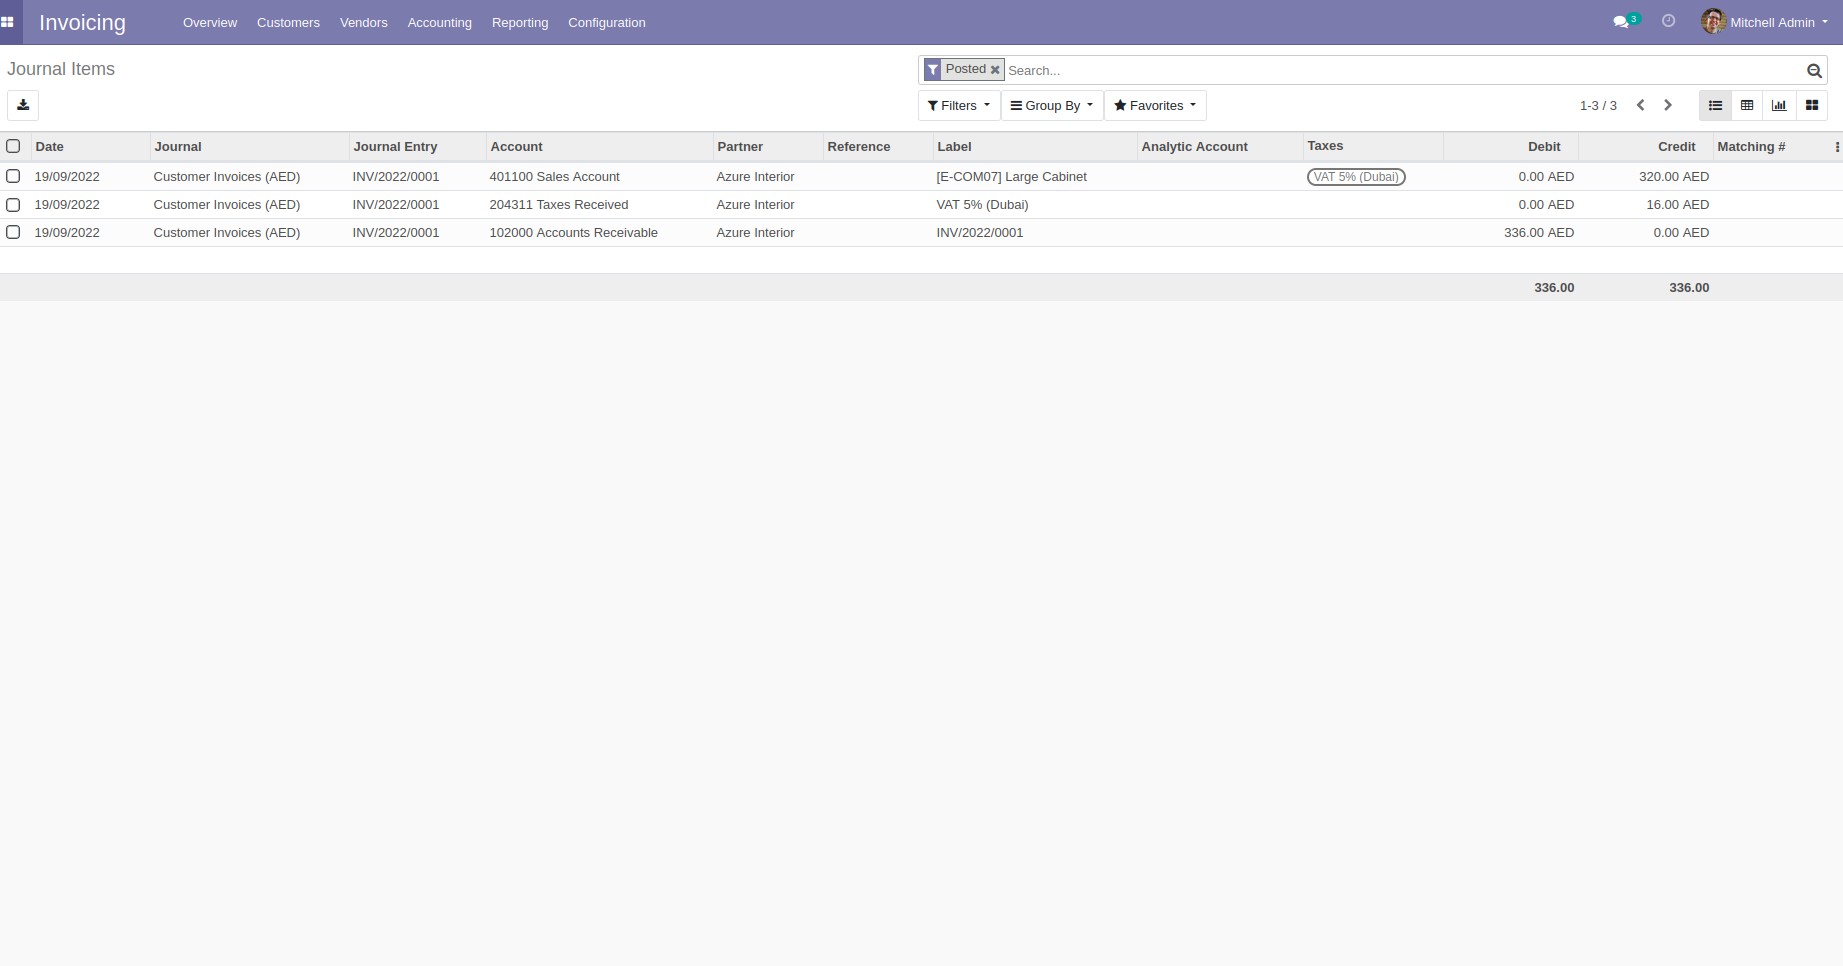 Invoicing Overview Customers Vendors Accounting Reporting Configuration 3 Mitchell Admin
Journal Items Posted Search...
Filters Group By Favorites 1-3 / 3
Date Journal Journal Entry Account Partner Reference Label Analytic Account Taxes Debit Credit Matching #
19/09/2022 Customer Invoices (AED) INV/2022/0001 401100 Sales Account Azure Interior [E-COM07] Large Cabinet VAT 5% (Dubai) 0.00 AED 320.00 AED
19/09/2022 Customer Invoices (AED) INV/2022/0001 204311 Taxes Received Azure Interior VAT 5% (Dubai) 0.00 AED 16.00 AED
19/09/2022 Customer Invoices (AED) INV/2022/0001 102000 Accounts Receivable Azure Interior INV/2022/0001 336.00 AED 0.00 AED
336.00 336.00